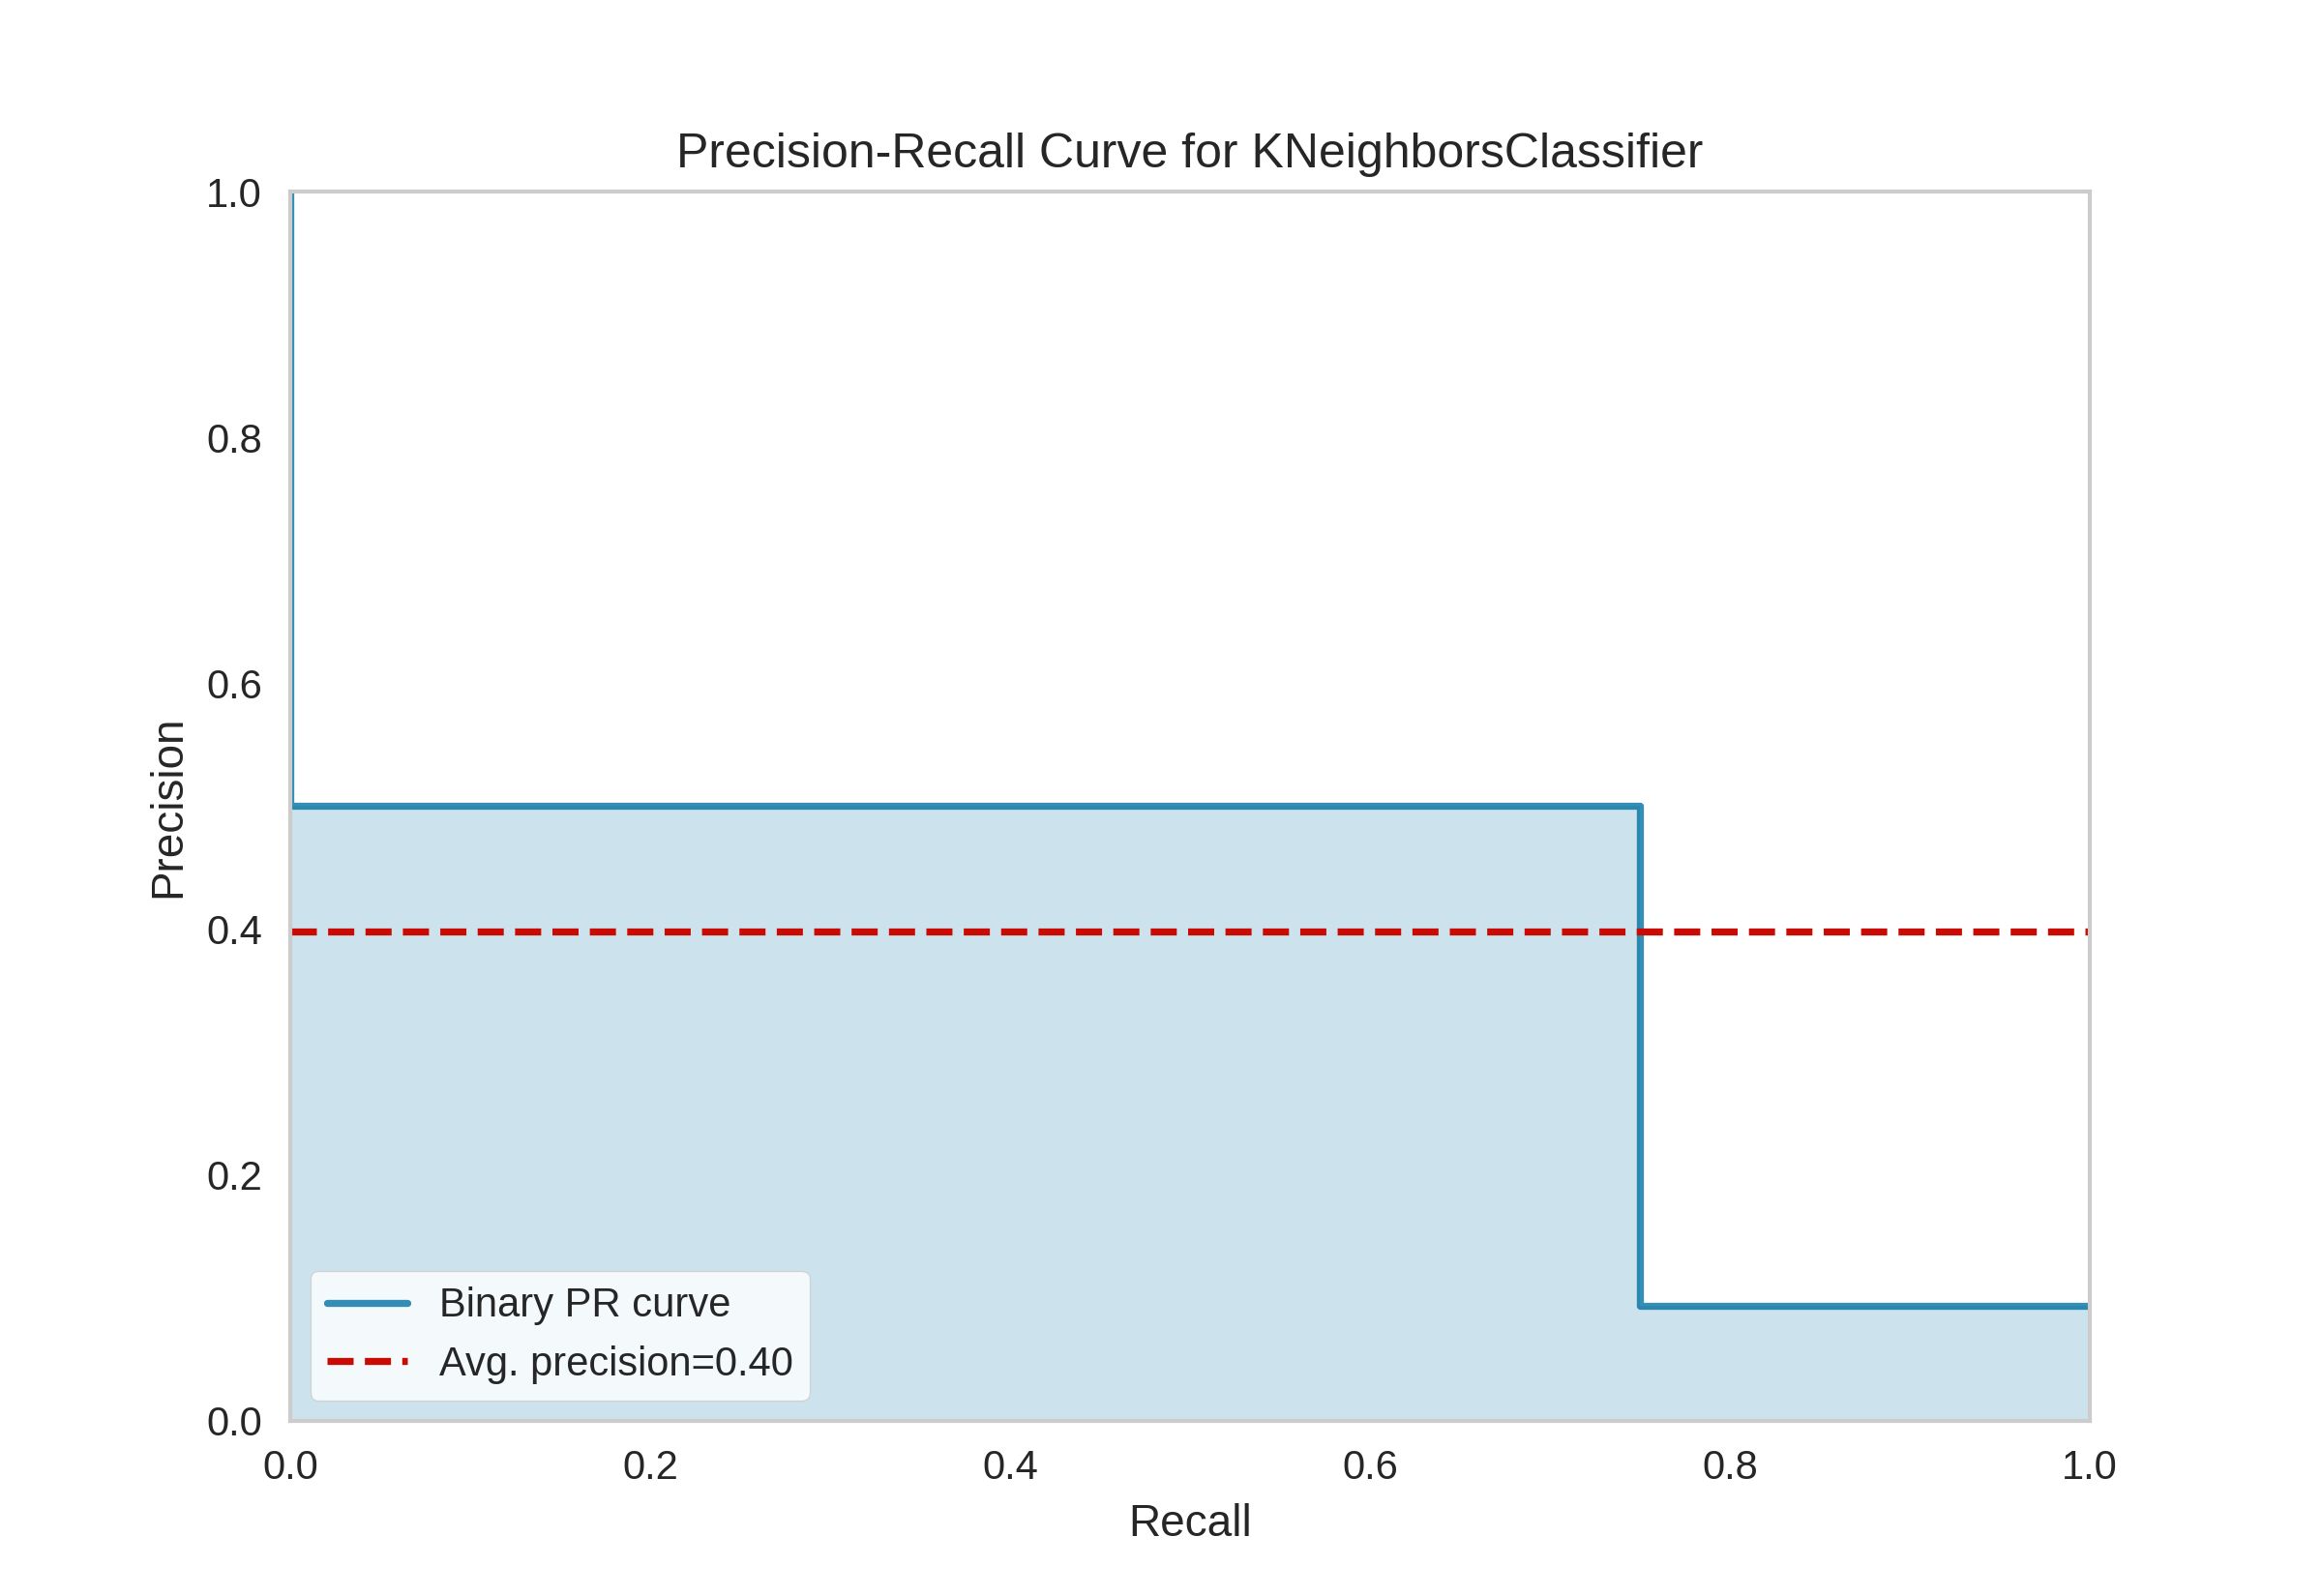 Precision-Recall Curve for KNeighborsClassifier
1.0
0.8
0.6
0.4
0.2
0.0
Precision
Binary PR curve
Avg. precision=0.40
0.0 0.2 0.4 0.6 0.8 1.0
Recall